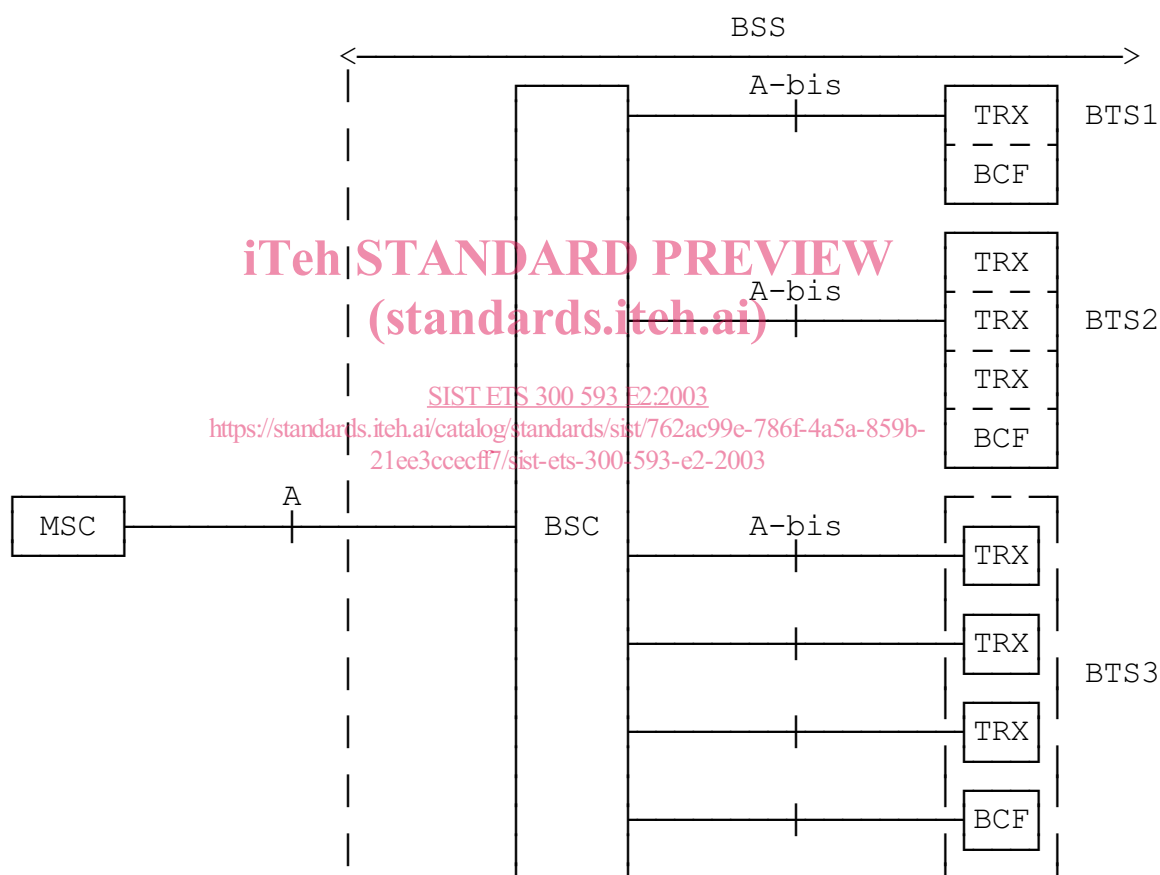 BSS
A-bis
TRX BTS1
BCF
iTeh STANDARD PREVIEW
TRX
A-bis
(standards.iteh.ai)
TRX BTS2
TRX
SIST ETS 300 593 E2:2003
https://standards.iteh.ai/catalog/standards/sist/762ac99e-786f-4a5a-859b-
BCF
21ee3ccecff7/sist-ets-300-593-e2-2003
A
MSC BSC A-bis
TRX
TRX
BTS3
TRX
BCF